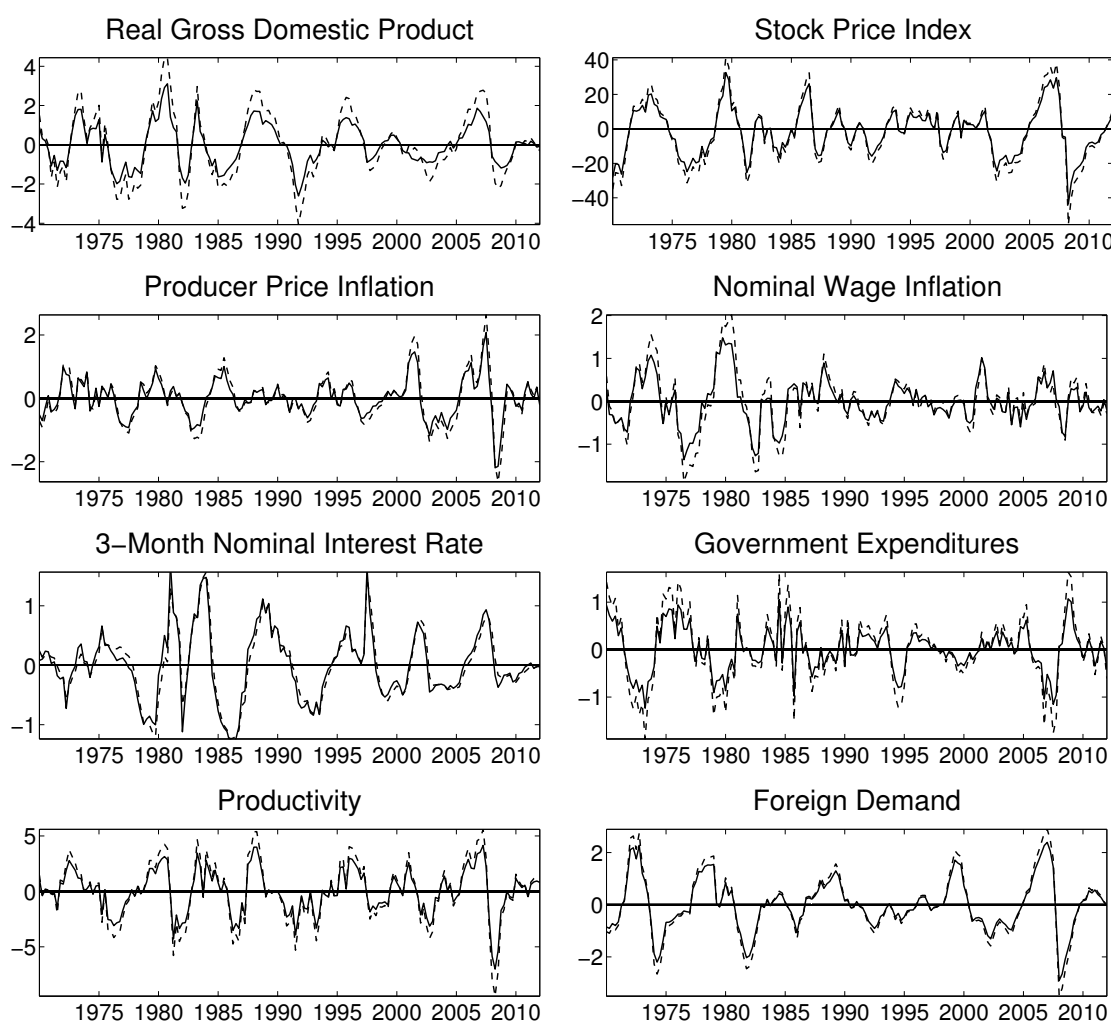 Real Gross Domestic Product
4
2
0
−2
−4
1975 1980 1985 1990 1995 2000 2005 2010
Stock Price Index
40
20
0
−20
−40
1975 1980 1985 1990 1995 2000 2005 2010
Producer Price Inflation
2
0
−2
1975 1980 1985 1990 1995 2000 2005 2010
Nominal Wage Inflation
2
1
0
−1
1975 1980 1985 1990 1995 2000 2005 2010
3−Month Nominal Interest Rate
1
0
−1
1975 1980 1985 1990 1995 2000 2005 2010
Government Expenditures
1
0
−1
1975 1980 1985 1990 1995 2000 2005 2010
Productivity
5
0
−5
1975 1980 1985 1990 1995 2000 2005 2010
Foreign Demand
2
0
−2
1975 1980 1985 1990 1995 2000 2005 2010